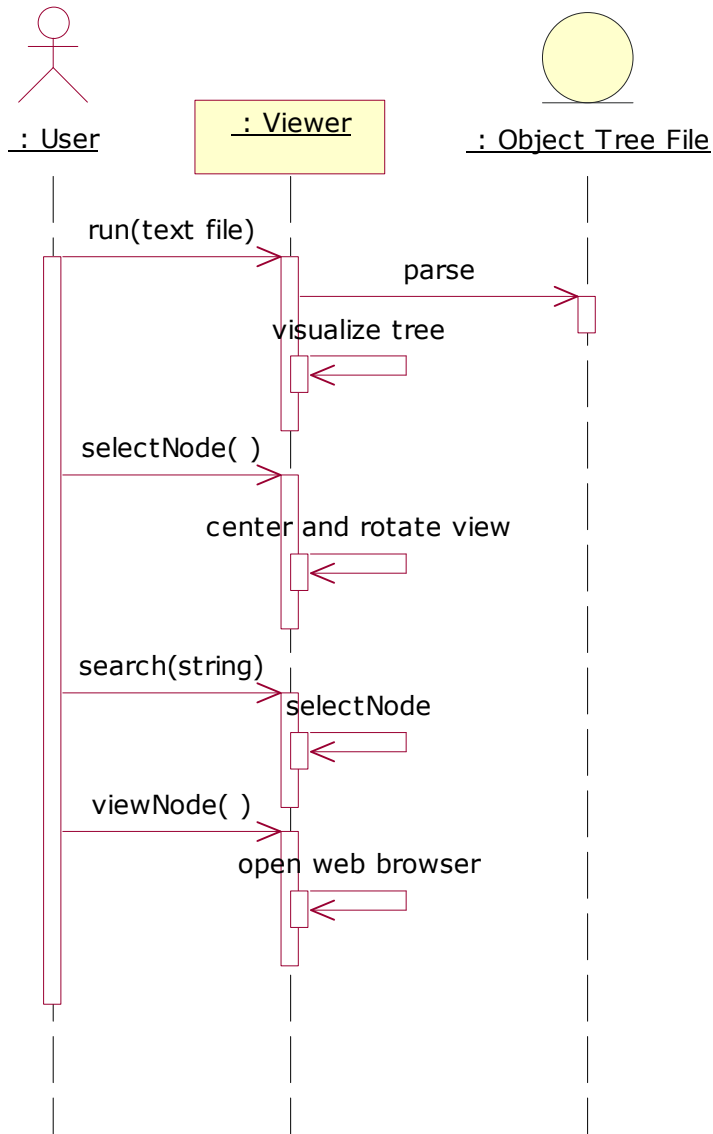 : User
: Viewer
: Object Tree File
run(text file)
parse
visualize tree
selectNode( )
center and rotate view
search(string)
selectNode
viewNode( )
open web browser